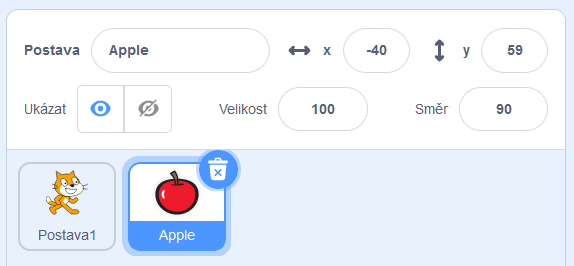 Postava Apple x -40 y 59
Ukázat Velikost 100 Směr 90
Postava1 Apple